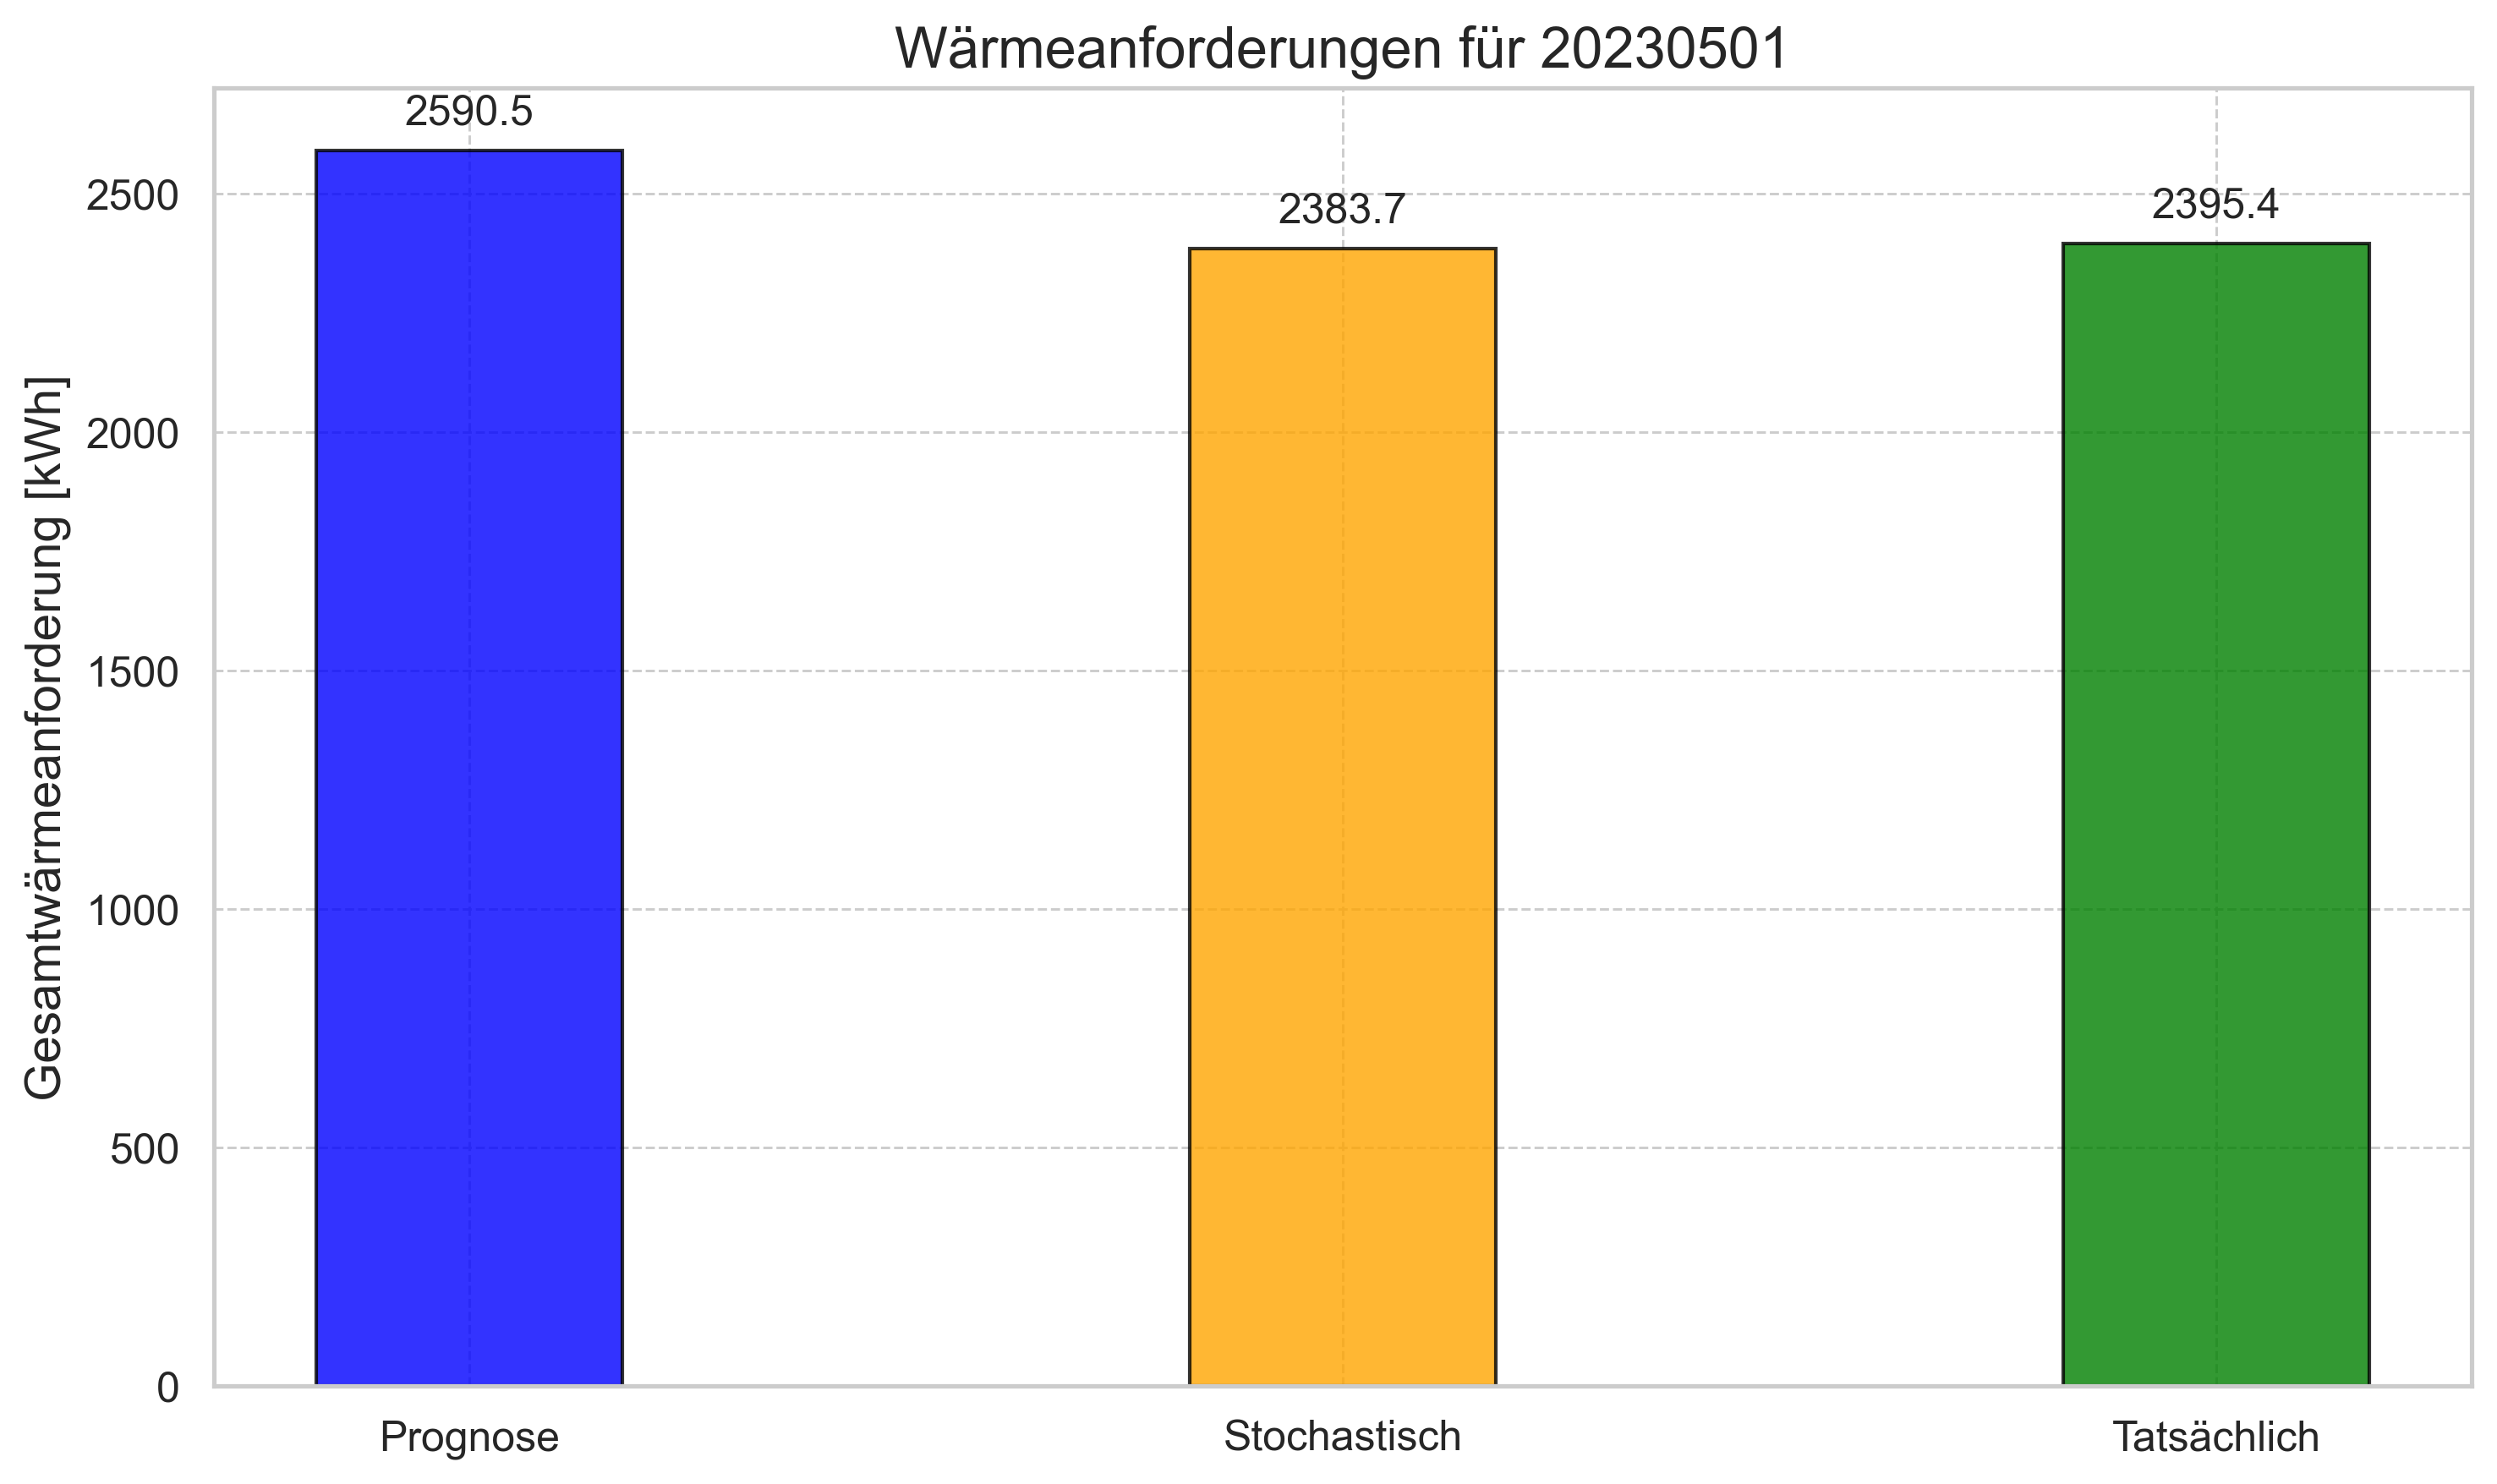 Wärmeanforderungen für 20230501
2590.5
2383.7
2395.4
Gesamtwärmeanforderung [kWh]
2500
2000
1500
1000
500
0
Prognose
Stochastisch
Tatsächlich